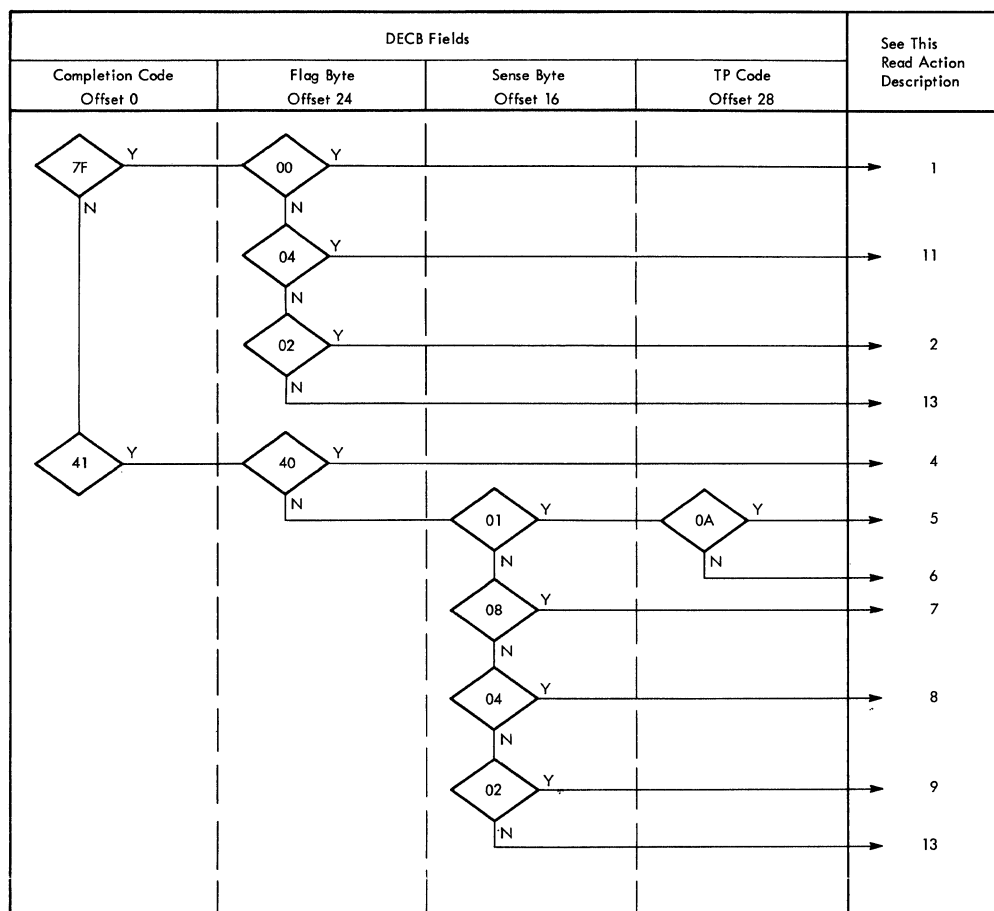 DECB Fields
See This
Read Action
Description
Completion Code
Offset 0
Flag Byte
Offset 24
Sense Byte
Offset 16
TP Code
Offset 28
7F Y 00 Y 1
N N
04 Y 11
N
02 Y 2
N 13
41 Y 40 Y 4
N 01 Y 0A Y 5
N N 6
08 Y 7
N
04 Y 8
N
02 Y 9
N 13